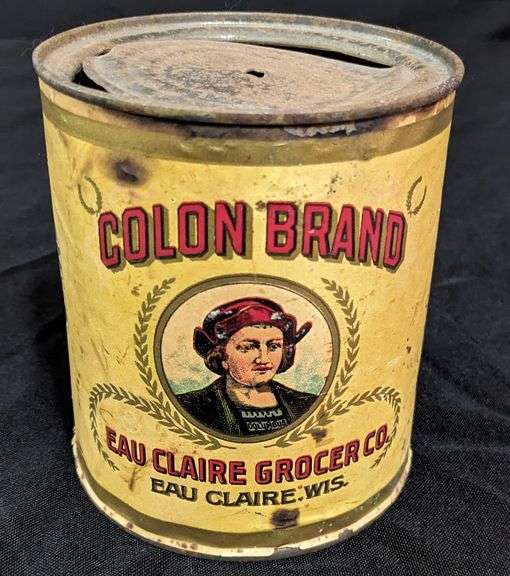 COLON BRAND
EAU CLAIRE GROCER CO.
EAU CLAIRE. WIS.